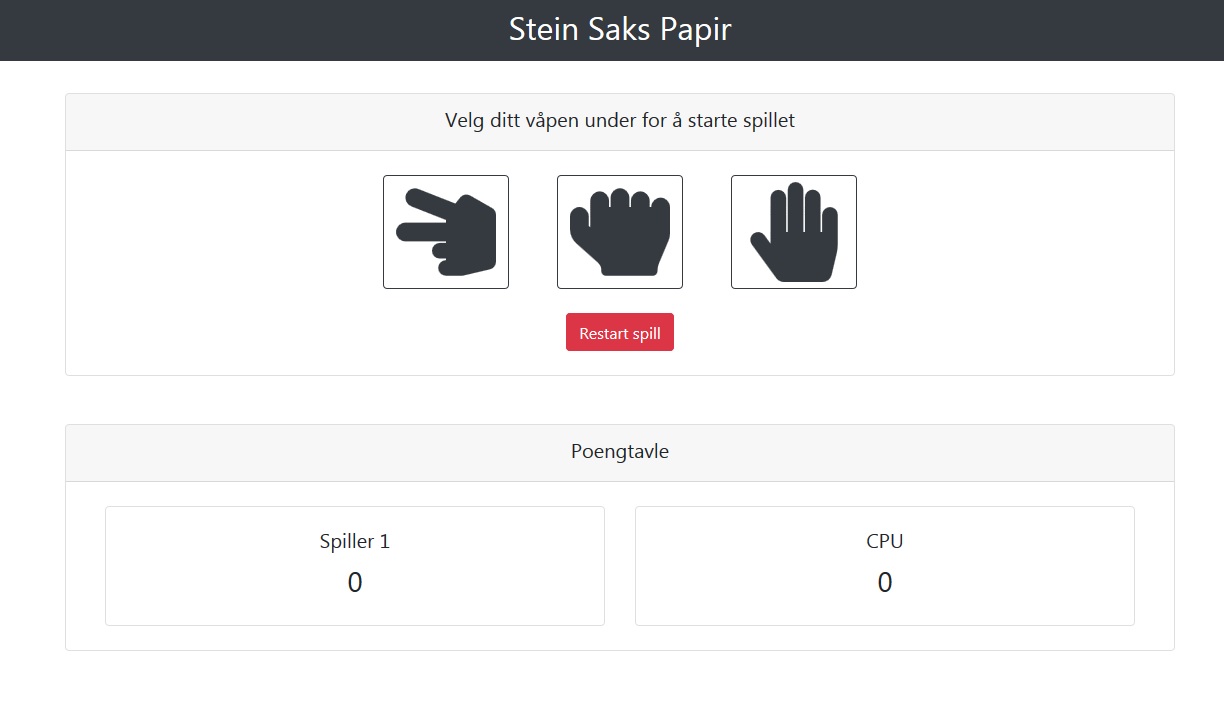 Stein Saks Papir
Velg ditt våpen under for å starte spillet
Restart spill
Poengtavle
Spiller 1
0
CPU
0